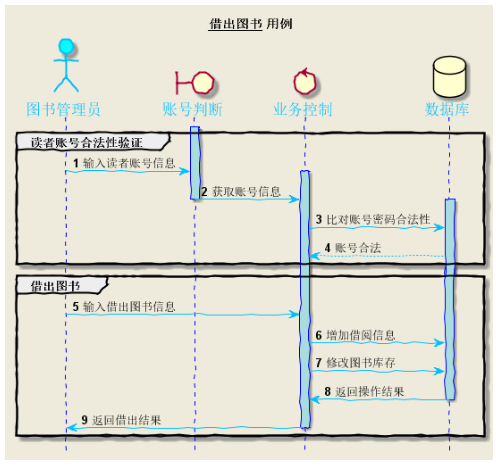 借出图书 用例
图书管理员 账号判断 业务控制 数据库
读者账号合法性验证
1 输入读者账号信息
2 获取账号信息
3 比对账号密码合法性
4 账号合法
借出图书
5 输入借出图书信息
6 增加借阅信息
7 修改图书库存
8 返回操作结果
9 返回借出结果